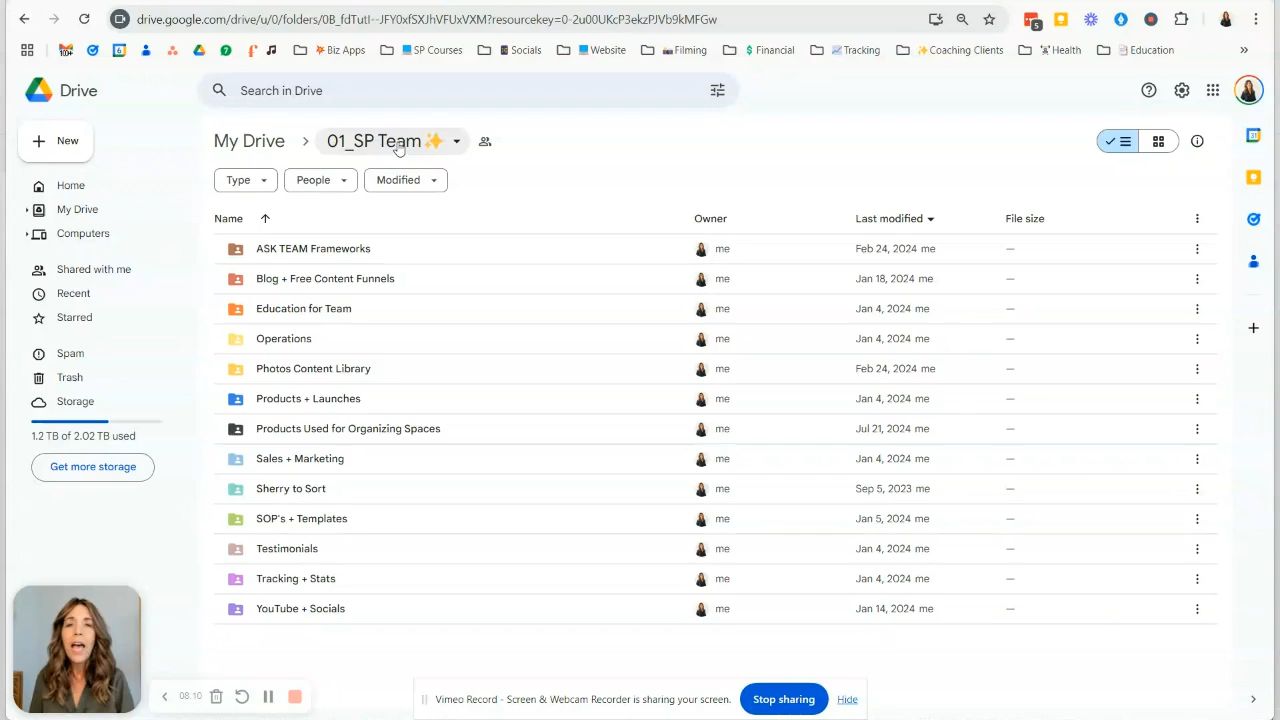 drive.google.com/drive/u/0/folders/0B_fdTutI--JFY0xfSXJhVFUxVXM?resourcekey=0-2u00UKcP3ekzPJVb9kMFGw
5
10+ 6 7 Biz Apps SP Courses Socials Website Filming $ Financial Tracking ✨Coaching Clients Health Education »
Drive
Search in Drive
New
My Drive > 01_SP Team✨
31
Type People Modified
Home
My Drive
Computers
Shared with me
Recent
Starred
Spam
Trash
Storage
1.2 TB of 2.02 TB used
Get more storage
Name Owner Last modified File size
ASK TEAM Frameworks me Feb 24, 2024 me —
Blog + Free Content Funnels me Jan 18, 2024 me —
Education for Team me Jan 4, 2024 me —
Operations me Jan 4, 2024 me —
Photos Content Library me Feb 24, 2024 me —
Products + Launches me Jan 4, 2024 me —
Products Used for Organizing Spaces me Jul 21, 2024 me —
Sales + Marketing me Jan 4, 2024 me —
Sherry to Sort me Sep 5, 2023 me —
SOP's + Templates me Jan 5, 2024 me —
Testimonials me Jan 4, 2024 me —
Tracking + Stats me Jan 4, 2024 me —
YouTube + Socials me Jan 14, 2024 me —
08:10
Vimeo Record - Screen & Webcam Recorder is sharing your screen. Stop sharing Hide